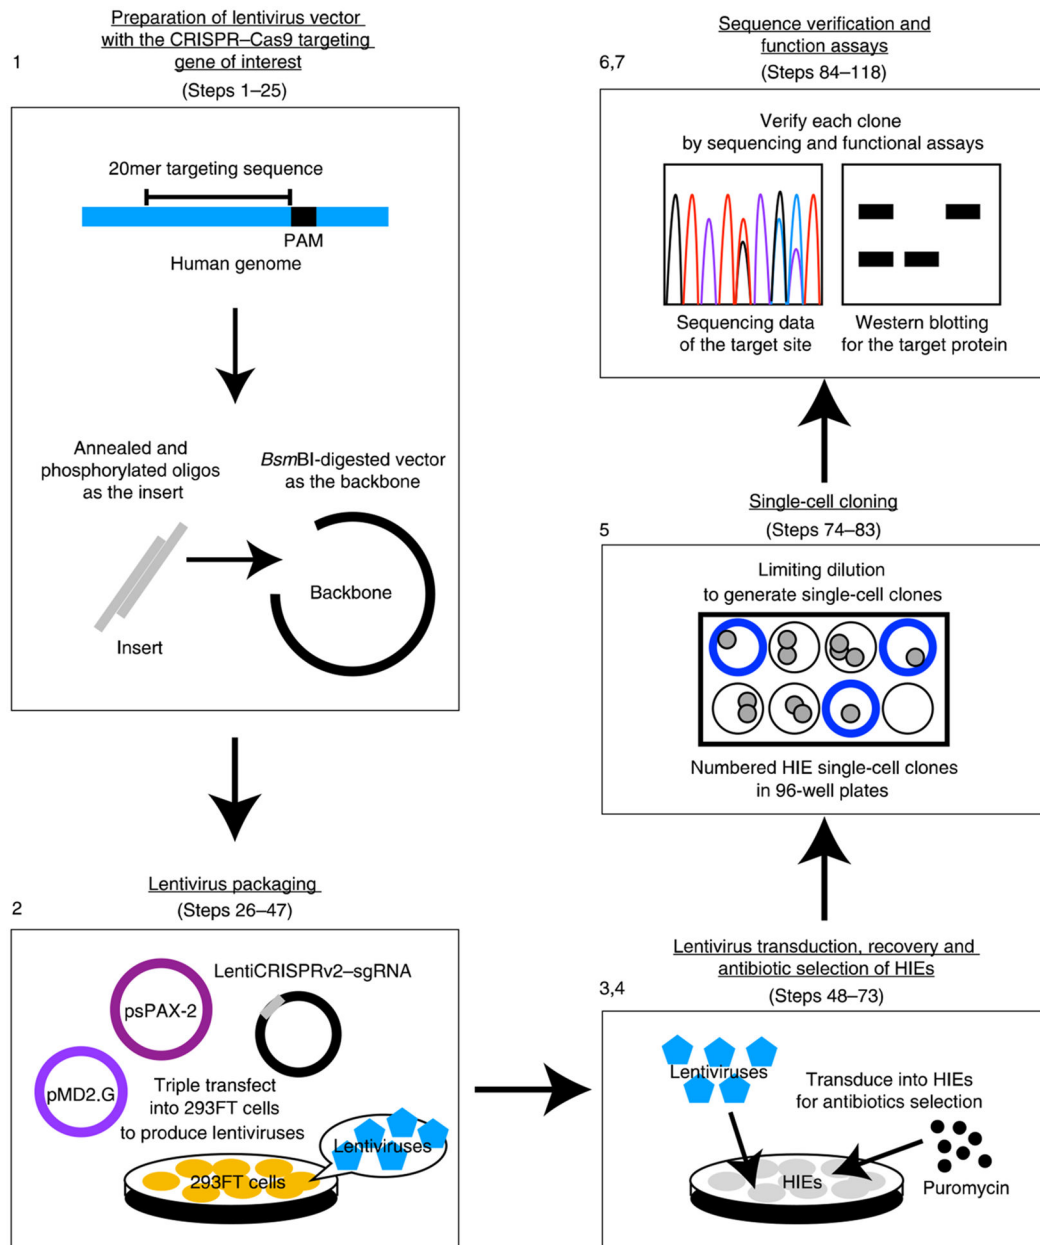 1
Preparation of lentivirus vector
with the CRISPR–Cas9 targeting
gene of interest
(Steps 1–25)
20mer targeting sequence
PAM
Human genome
Annealed and
phosphorylated oligos
as the insert
BsmBI-digested vector
as the backbone
Backbone
Insert
2
Lentivirus packaging
(Steps 26–47)
LentiCRISPRv2–sgRNA
psPAX-2
pMD2.G
Triple transfect
into 293FT cells
to produce lentiviruses
Lentiviruses
293FT cells
3,4
Lentivirus transduction, recovery and
antibiotic selection of HIEs
(Steps 48–73)
Lentiviruses
Transduce into HIEs
for antibiotics selection
HIEs
Puromycin
5
Single-cell cloning
(Steps 74–83)
Limiting dilution
to generate single-cell clones
Numbered HIE single-cell clones
in 96-well plates
6,7
Sequence verification and
function assays
(Steps 84–118)
Verify each clone
by sequencing and functional assays
Sequencing data
of the target site
Western blotting
for the target protein